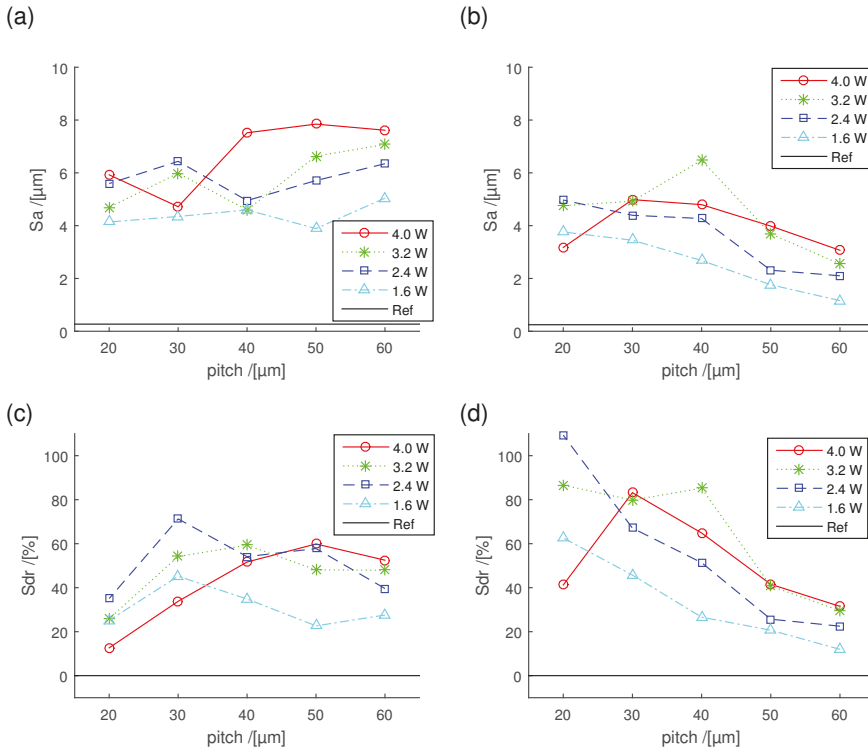 (a)
10
8
6
4
2
0
Sa /[µm]
20 30 40 50 60
pitch /[µm]
4.0 W
3.2 W
2.4 W
1.6 W
Ref
(b)
10
8
6
4
2
0
Sa /[µm]
20 30 40 50 60
pitch /[µm]
4.0 W
3.2 W
2.4 W
1.6 W
Ref
(c)
100
80
60
40
20
0
Sdr /[%]
20 30 40 50 60
pitch /[µm]
4.0 W
3.2 W
2.4 W
1.6 W
Ref
(d)
100
80
60
40
20
0
Sdr /[%]
20 30 40 50 60
pitch /[µm]
4.0 W
3.2 W
2.4 W
1.6 W
Ref